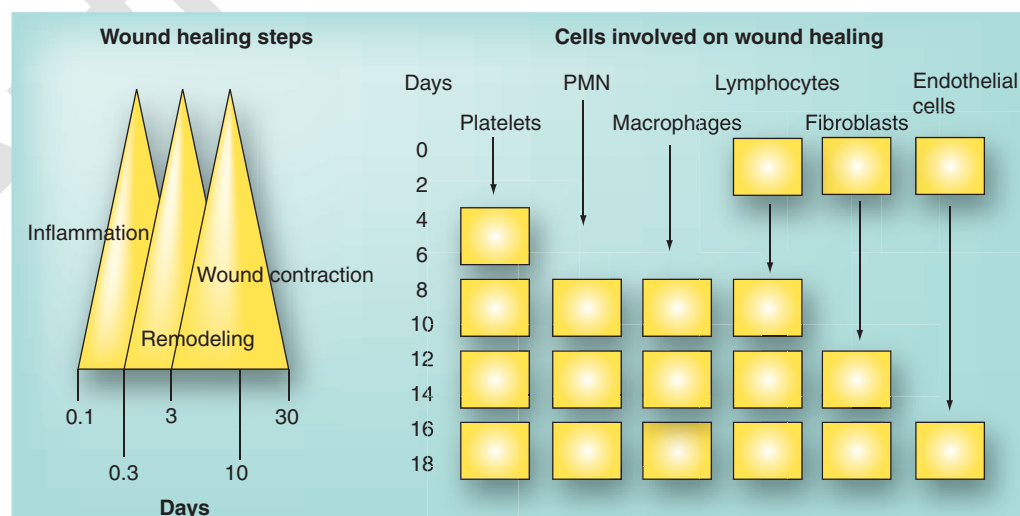 Wound healing steps
Inflammation
Wound contraction
Remodeling
0.1
3
30
0.3
10
Days
Cells involved on wound healing
Days
PMN
Lymphocytes
Endothelial
cells
Platelets
Macrophages
Fibroblasts
0
2
4
6
8
10
12
14
16
18